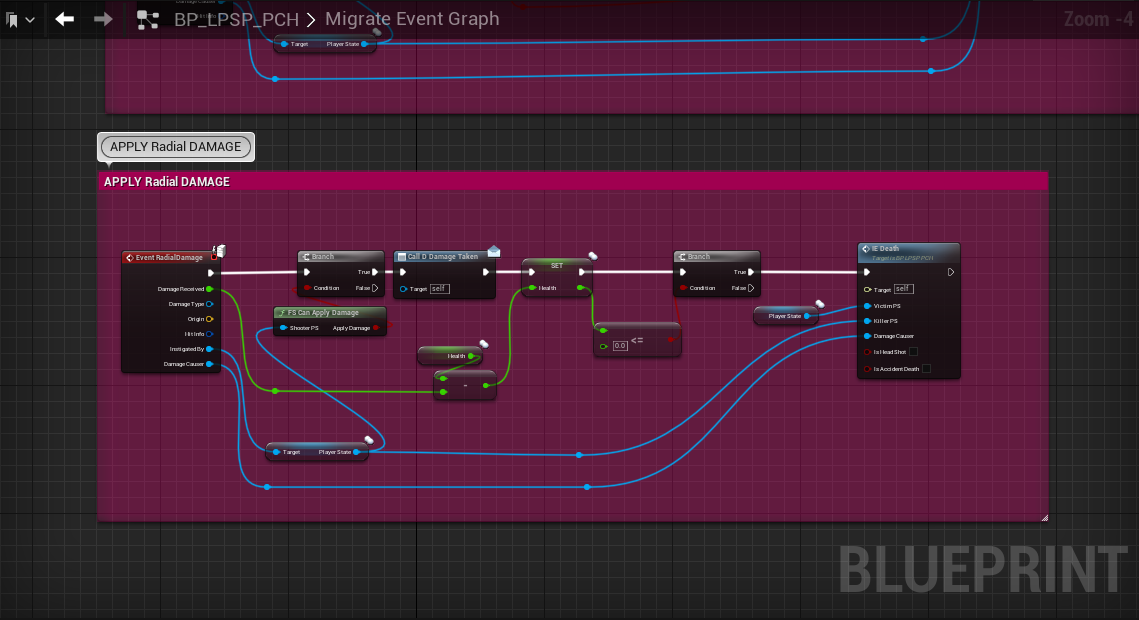 BP_LPSP_PCH > Migrate Event Graph
Zoom -4
Target Player State
APPLY Radial DAMAGE
APPLY Radial DAMAGE
Event RadialDamage
Damage Received
Damage Type
Origin
Hit Info
Instigated By
Damage Causer
Branch
Condition
True
False
FS Can Apply Damage
Shooter PS
Apply Damage
Call D Damage Taken
Target self
SET
Health
Health
-
Target Player State
Branch
Condition
True
False
0.0 <=
Player State
IE Death
Target is BP LPSP PCH
Target self
Victim PS
Killer PS
Damage Causer
Is Head Shot
Is Accident Death
BLUEPRINT